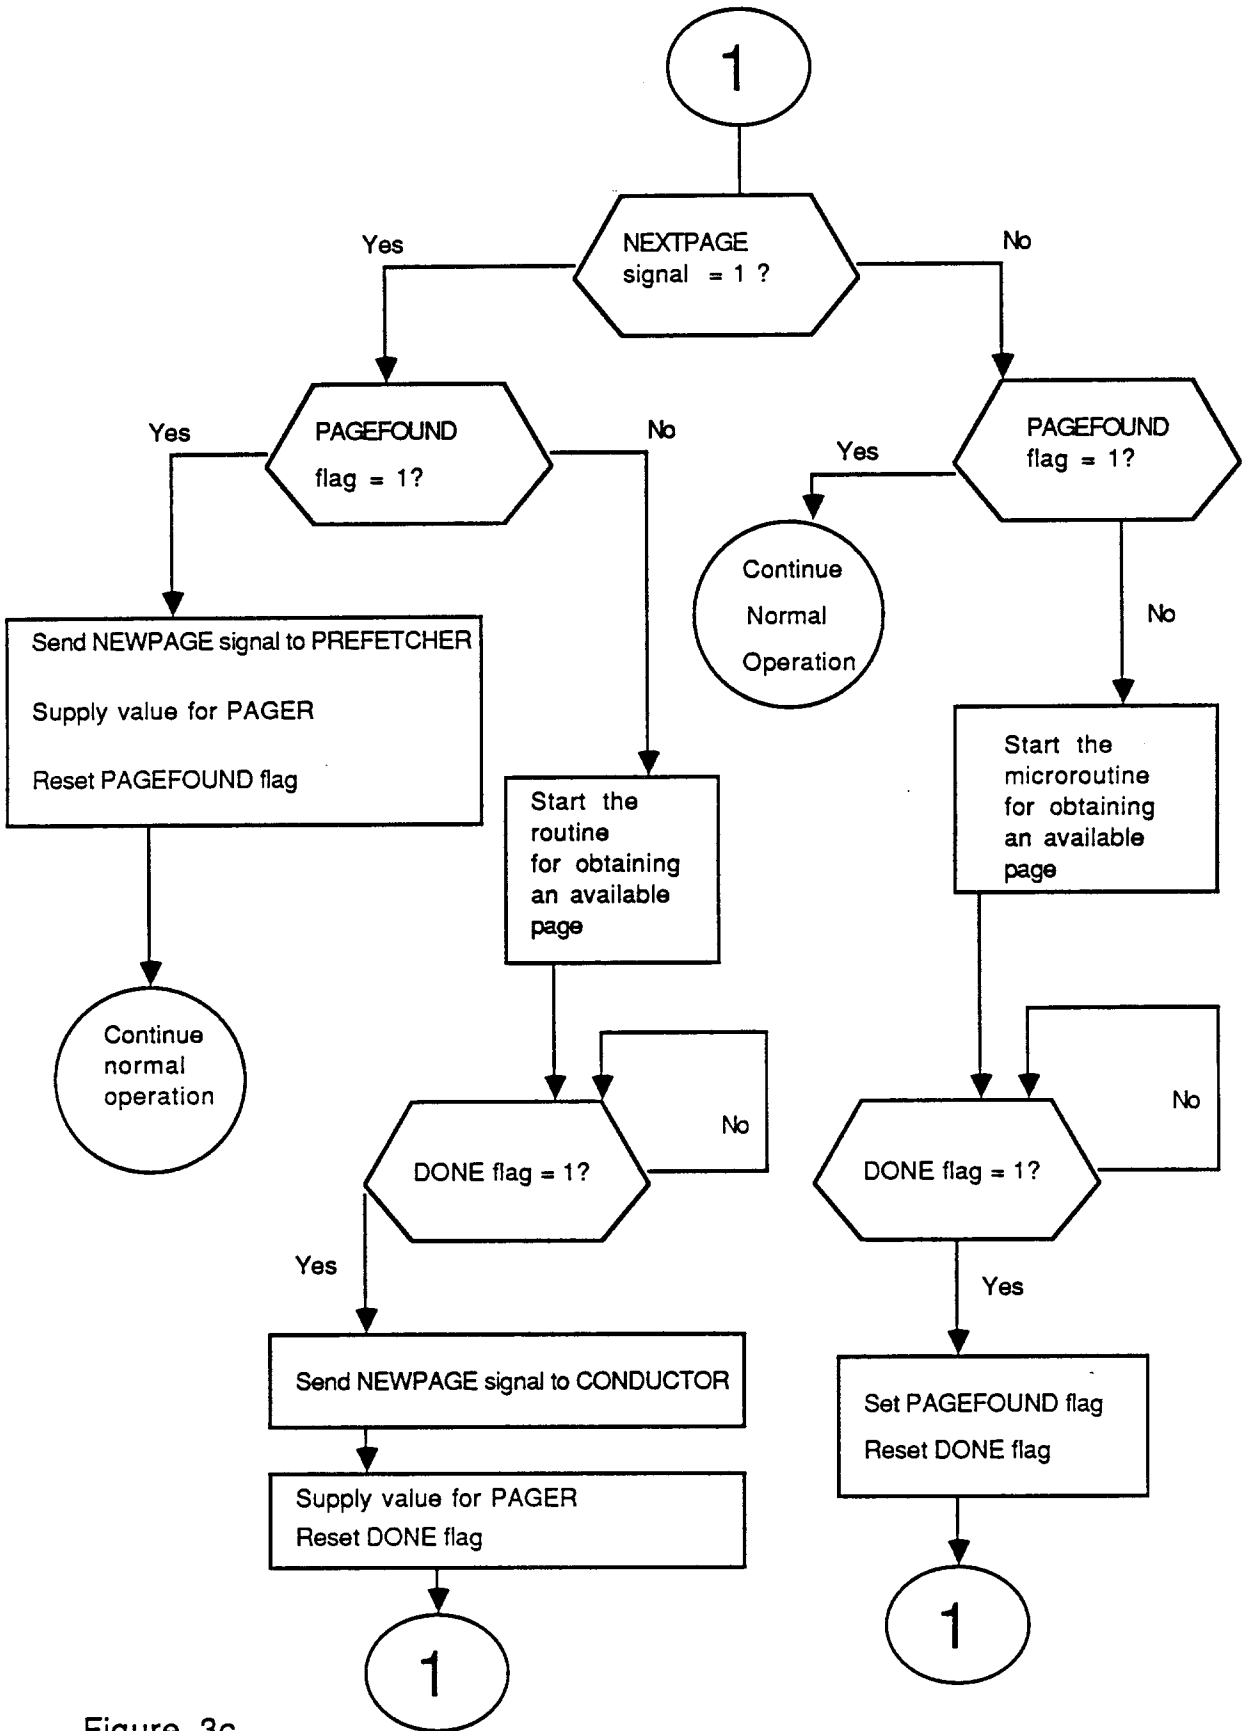 1
NEXTPAGE
signal = 1 ?
Yes
No
PAGEFOUND
flag = 1?
Yes
No
PAGEFOUND
flag = 1?
Yes
No
Continue
Normal
Operation
Send NEWPAGE signal to PREFETCHER
Supply value for PAGER
Reset PAGEFOUND flag
Start the
routine
for obtaining
an available
page
Start the
microroutine
for obtaining
an available
page
Continue
normal
operation
DONE flag = 1?
No
Yes
DONE flag = 1?
No
Yes
Send NEWPAGE signal to CONDUCTOR
Supply value for PAGER
Reset DONE flag
Set PAGEFOUND flag
Reset DONE flag
1
1
Figure 3c